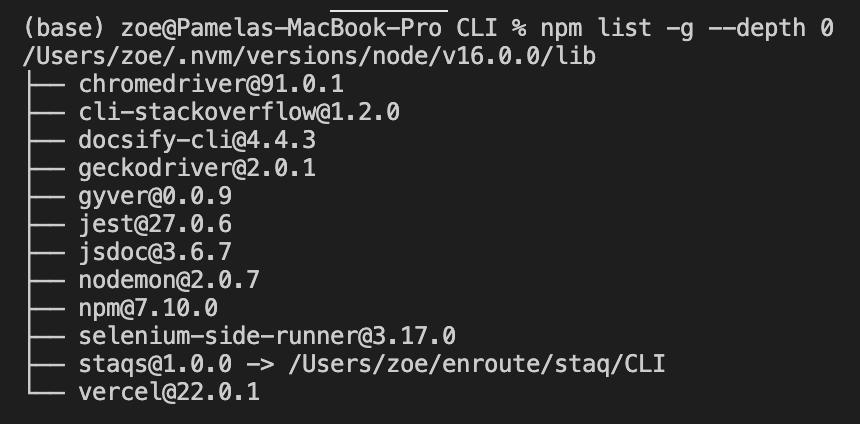 (base) zoe@Pamelas-MacBook-Pro CLI % npm list -g --depth 0
/Users/zoe/.nvm/versions/node/v16.0.0/lib
├── chromedriver@91.0.1
├── cli-stackoverflow@1.2.0
├── docsify-cli@4.4.3
├── geckodriver@2.0.1
├── gyver@0.0.9
├── jest@27.0.6
├── jsdoc@3.6.7
├── nodemon@2.0.7
├── npm@7.10.0
├── selenium-side-runner@3.17.0
├── staqs@1.0.0 -> /Users/zoe/enroute/staq/CLI
└── vercel@22.0.1